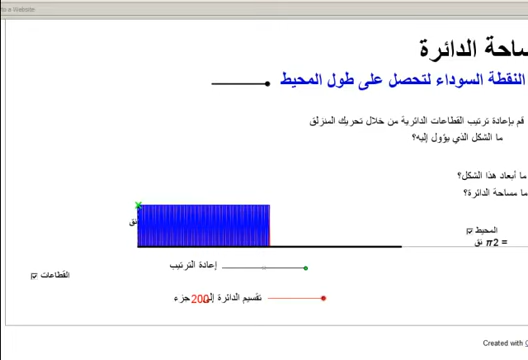 مساحة الدائرة
النقطة السوداء لتحصل على طول المحيط
قم بإعادة ترتيب القطاعات الدائرية من خلال تحريك المنزلق
ما الشكل الذي يؤول إليه؟
ما أبعاد هذا الشكل؟
ما مساحة الدائرة؟
نق
المحيط
= 2π نق
إعادة الترتيب
القطاعات
تقسيم الدائرة إلى 200 جزء
Created with